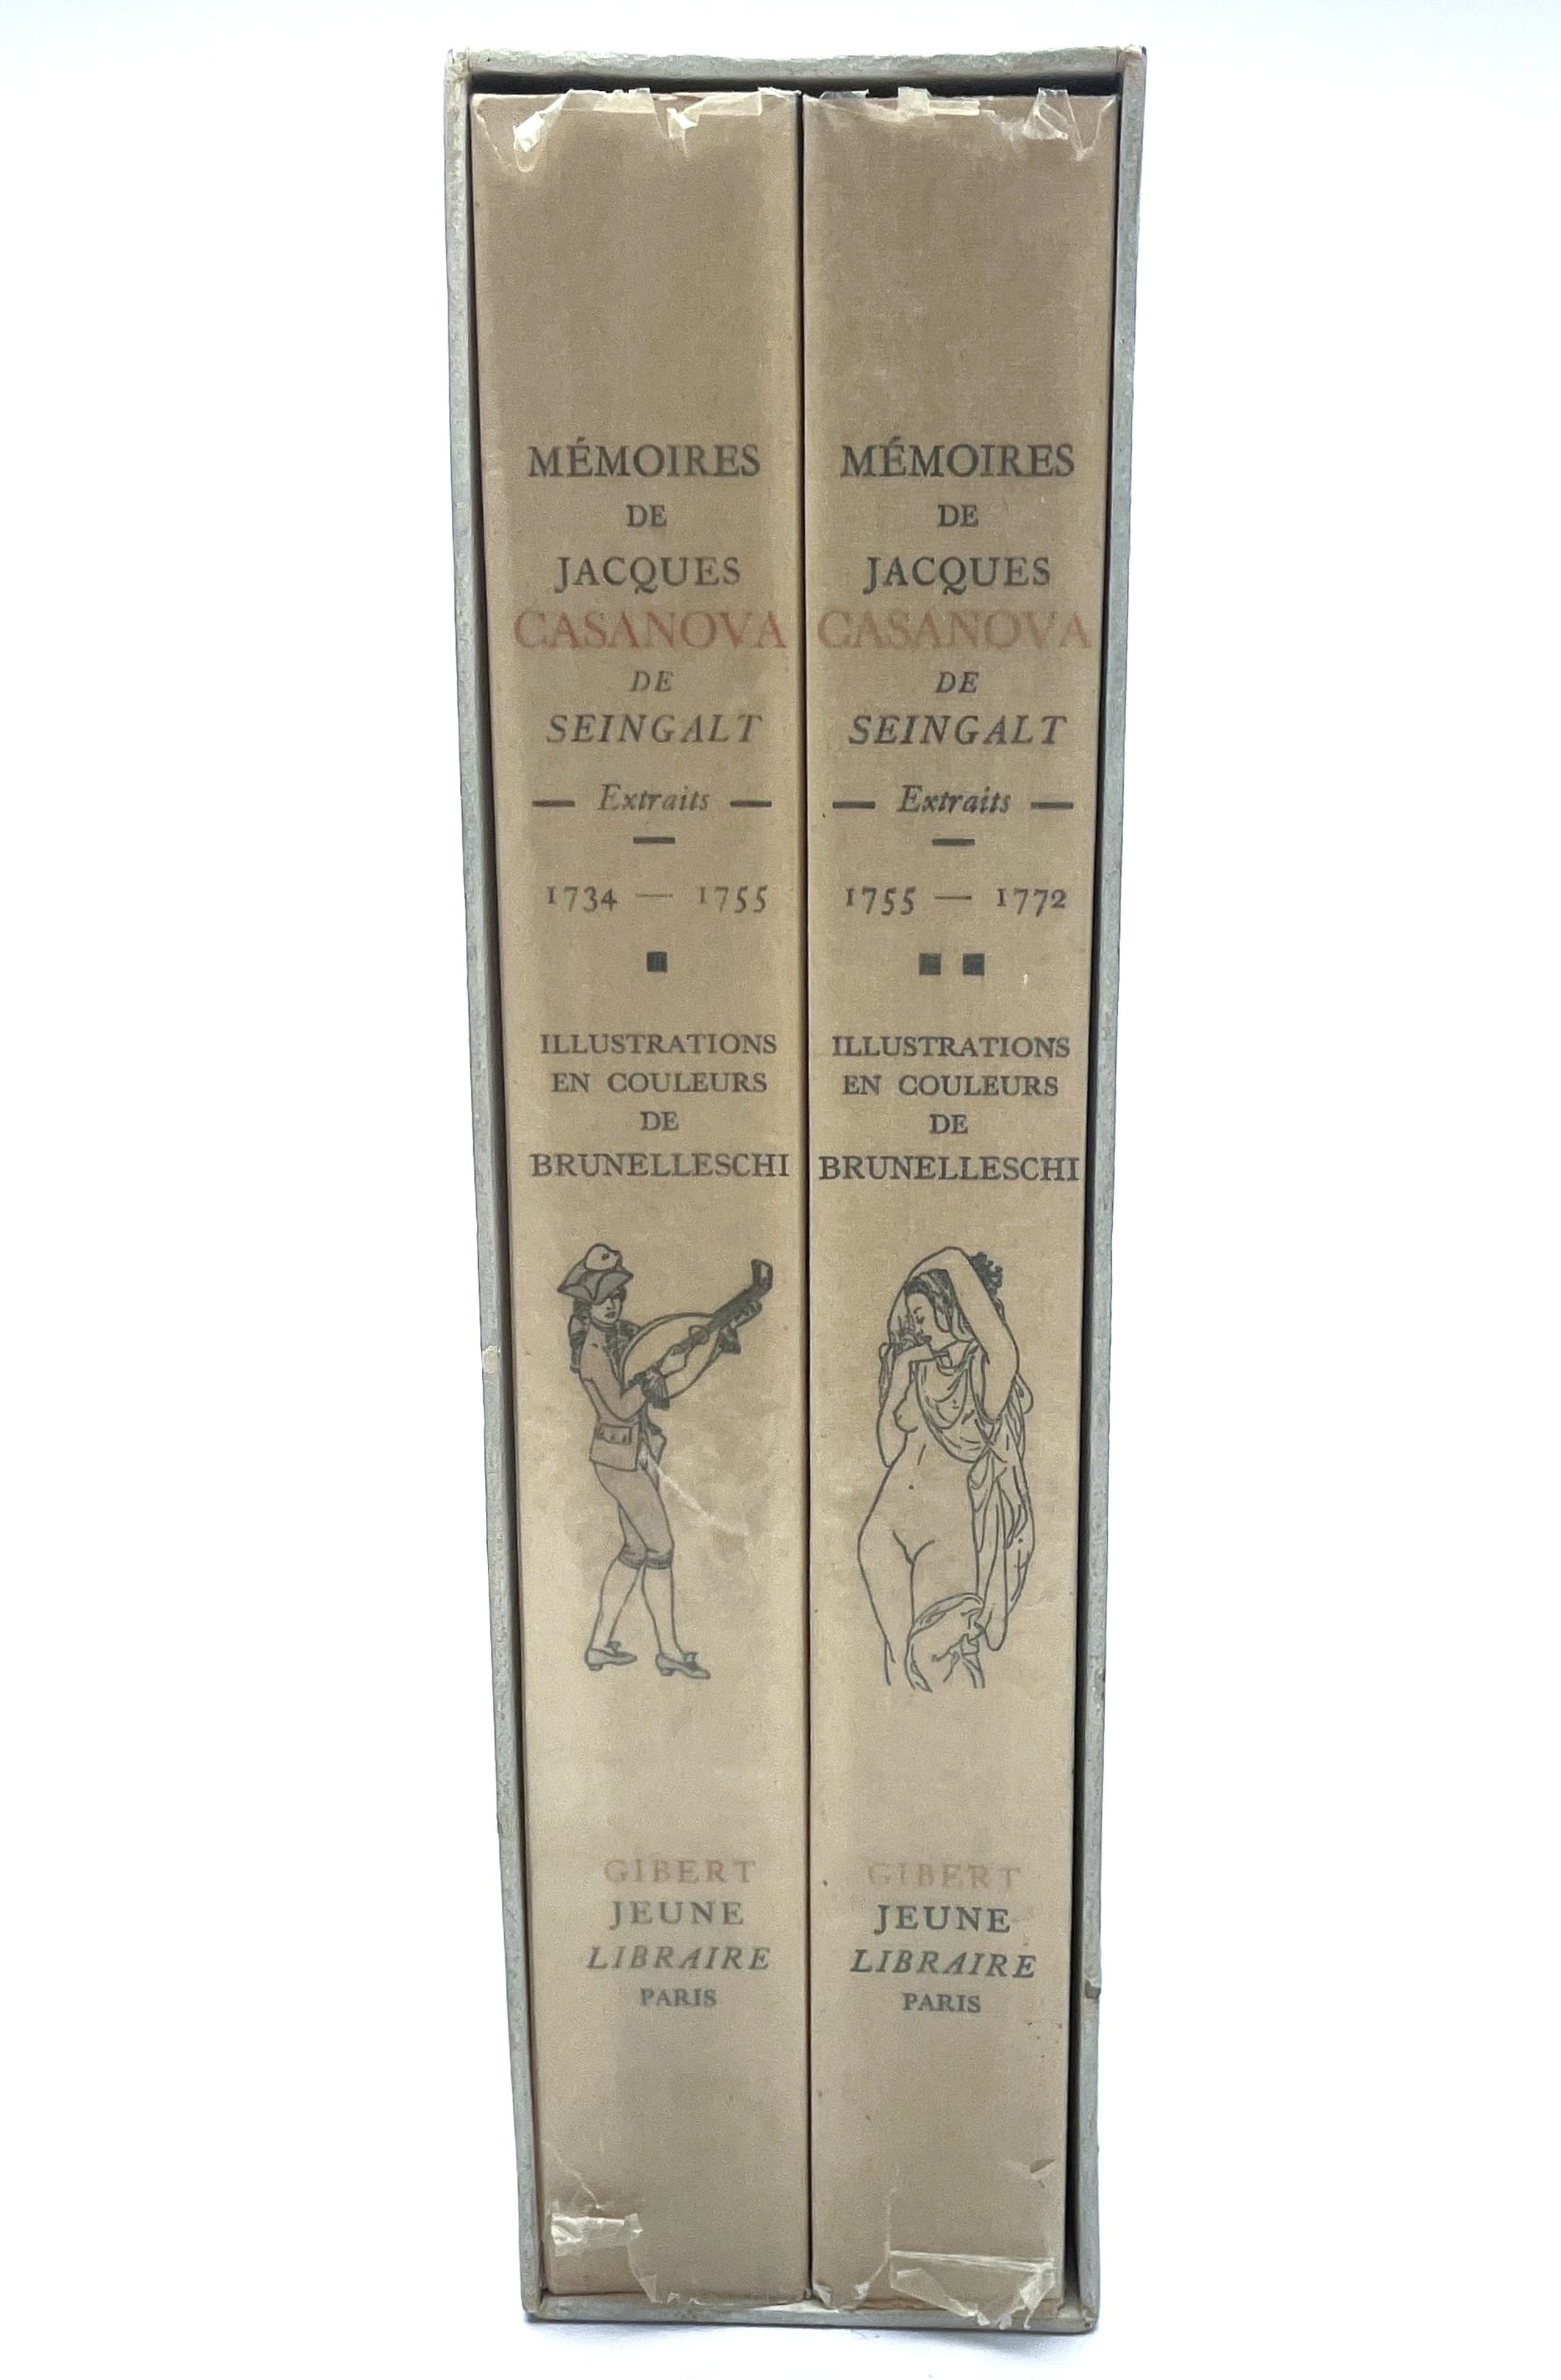 MÉMOIRES
DE
JACQUES
CASANOVA
DE
SEINGALT
— Extraits —
—
1734 — 1755
■
ILLUSTRATIONS
EN COULEURS
DE
BRUNELLESCHI
GIBERT
JEUNE
LIBRAIRE
PARIS
MÉMOIRES
DE
JACQUES
CASANOVA
DE
SEINGALT
— Extraits —
—
1755 — 1772
■ ■
ILLUSTRATIONS
EN COULEURS
DE
BRUNELLESCHI
GIBERT
JEUNE
LIBRAIRE
PARIS